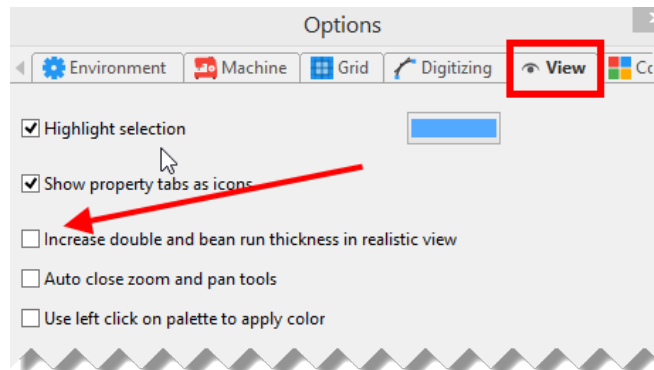 Options
Environment Machine Grid Digitizing View Co
Highlight selection
Show property tabs as icons
Increase double and bean run thickness in realistic view
Auto close zoom and pan tools
Use left click on palette to apply color